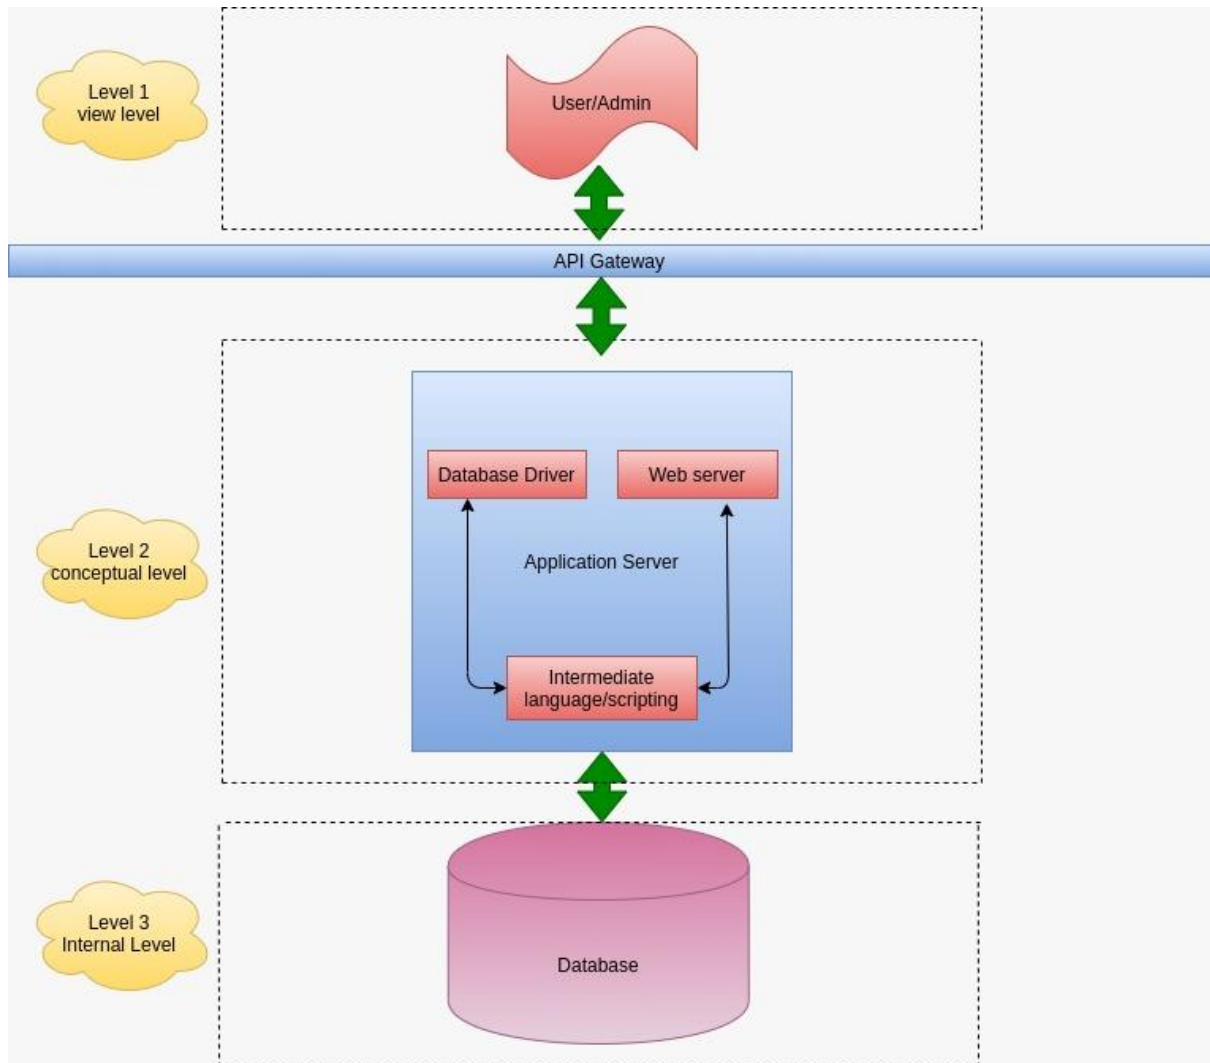 Level 1
view level
User/Admin
API Gateway
Database Driver
Web server
Level 2
conceptual level
Application Server
Intermediate
language/scripting
Level 3
Internal Level
Database